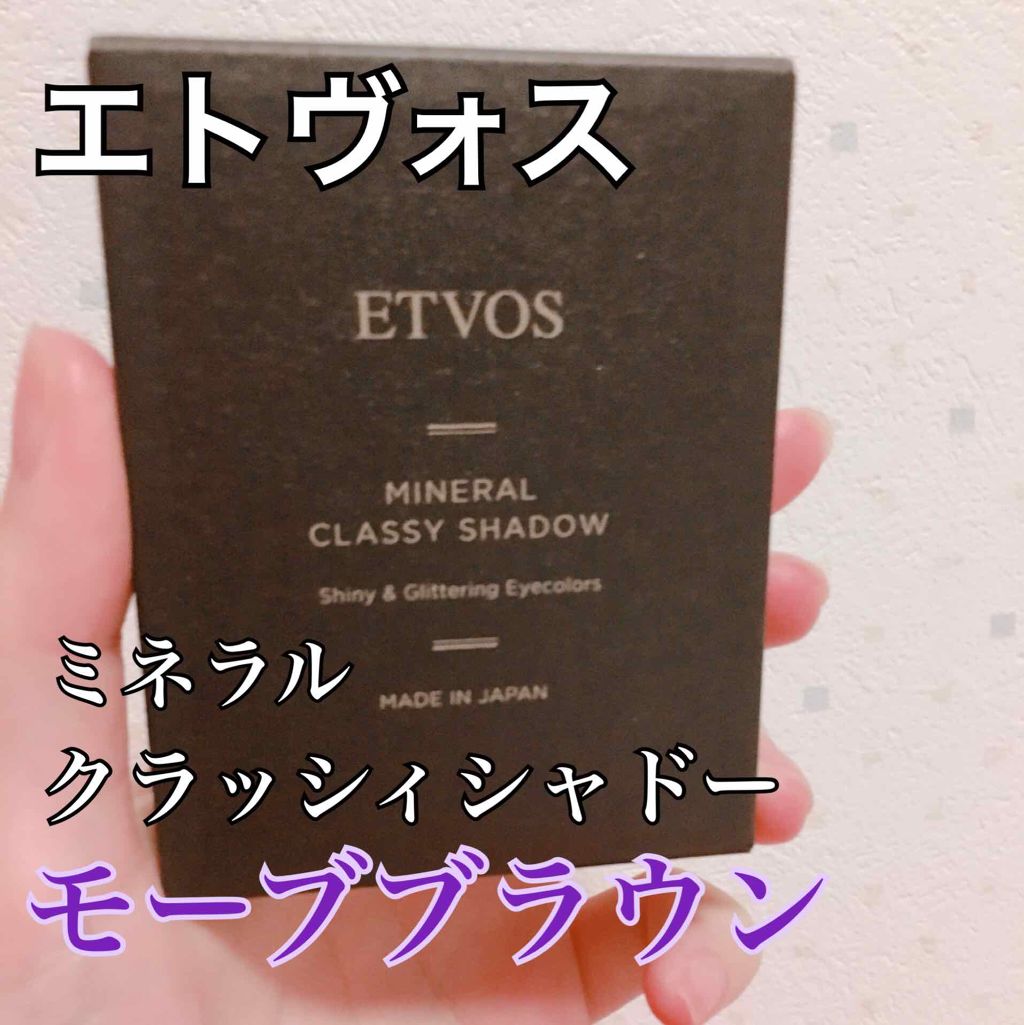 エトヴォス
ETVOS
MINERAL
CLASSY SHADOW
Shiny & Glittering Eyecolors
ミネラル
MADE IN JAPAN
クラッシィシャドー
モーブブラウン